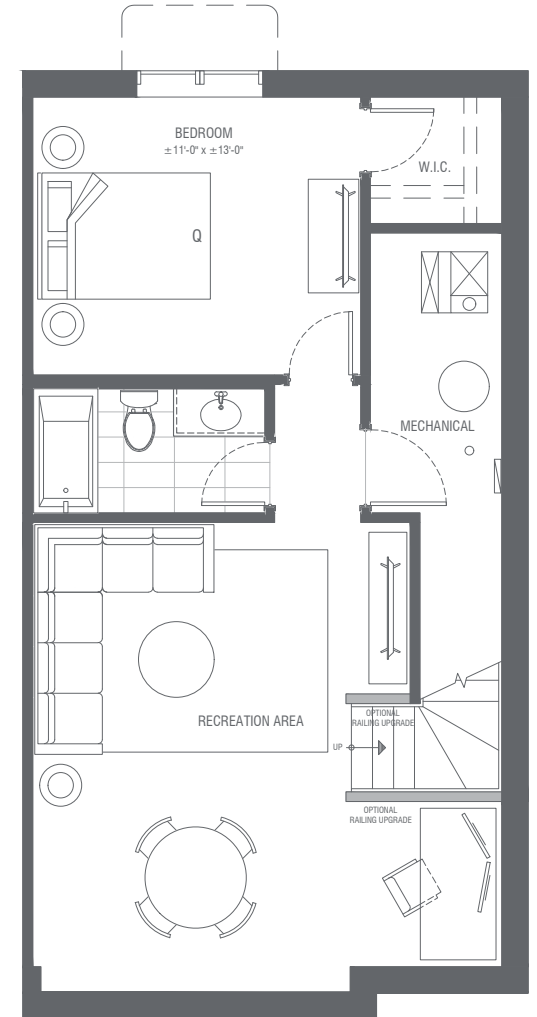 BEDROOM
±11'-0" x ±13'-0"
W.I.C.
Q
MECHANICAL
RECREATION AREA
OPTIONAL
RAILING UPGRADE
UP
OPTIONAL
RAILING UPGRADE